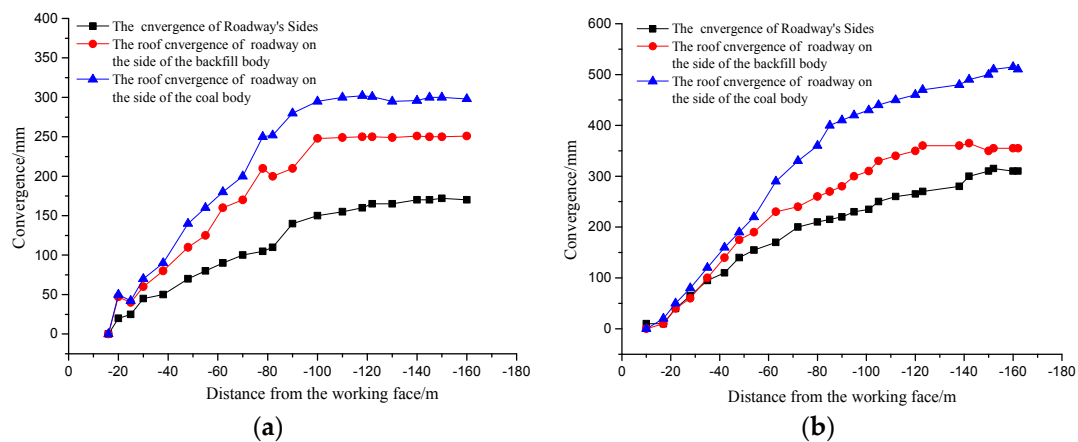 The cnvergence of Roadway's Sides
The roof cnvergence of roadway on
the side of the backfill body
The roof cnvergence of roadway on
the side of the coal body
400
350
300
250
200
150
100
50
0
Convergence/mm
0 -20 -40 -60 -80 -100 -120 -140 -160 -180
Distance from the working face/m
(a)
The cnvergence of Roadway's Sides
The roof cnvergence of roadway on
the side of the backfill body
The roof cnvergence of roadway on
the side of the coal body
600
500
400
300
200
100
0
Convergence/mm
0 -20 -40 -60 -80 -100 -120 -140 -160 -180
Distance from the working face/m
(b)